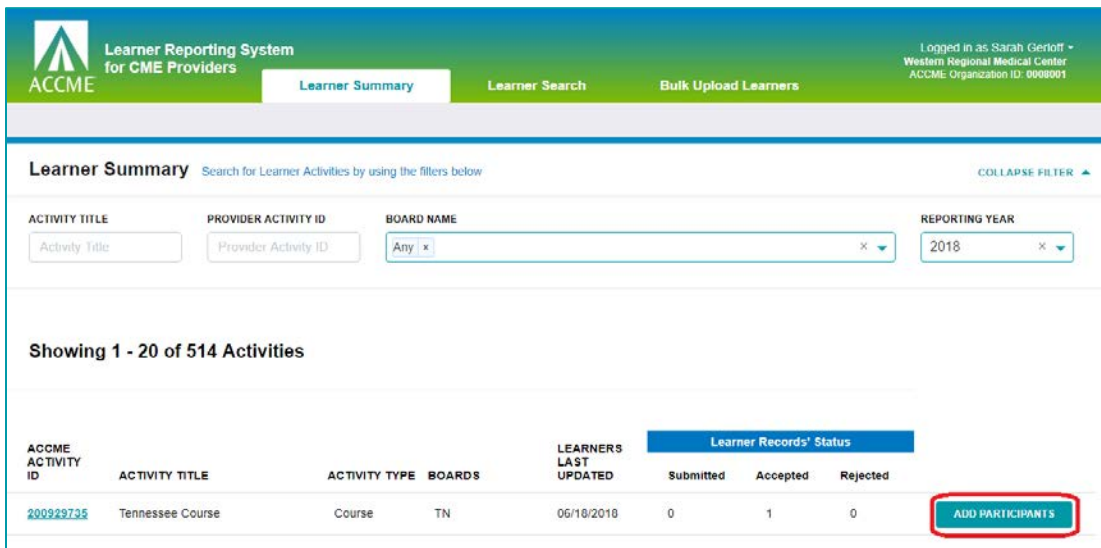 Learner Reporting System
for CME Providers
ACCME
Learner Summary
Learner Search
Bulk Upload Learners
Logged in as Sarah Gerloff
Western Regional Medical Center
ACCME Organization ID: 0008001
Learner Summary Search for Learner Activities by using the filters below
COLLAPSE FILTER
ACTIVITY TITLE PROVIDER ACTIVITY ID BOARD NAME REPORTING YEAR
Activity Title Provider Activity ID Any x × 2018 ×
Showing 1 - 20 of 514 Activities
Learner Records' Status
ACCME
ACTIVITY
ID
ACTIVITY TITLE
ACTIVITY TYPE
BOARDS
LEARNERS
LAST
UPDATED
Submitted Accepted Rejected
200929735 Tennessee Course Course TN 06/18/2018 0 1 0 ADD PARTICIPANTS